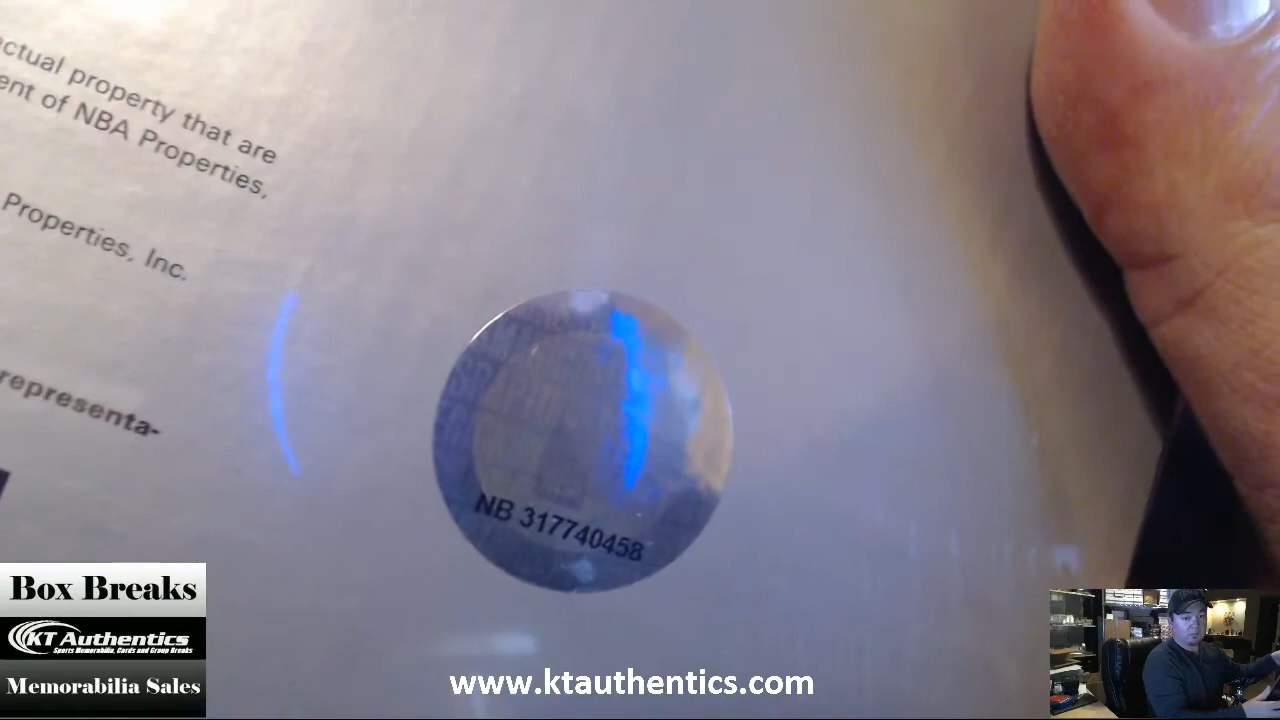 ctual property that are
ent of NBA Properties,
Properties, Inc.
representa-
NB 317740458
Box Breaks
KT Authentics
Sports Memorabilia, Cards and Group Breaks
Memorabilia Sales
www.ktauthentics.com